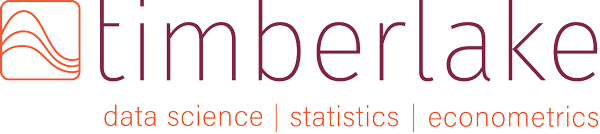 timberlake
data science | statistics | econometrics